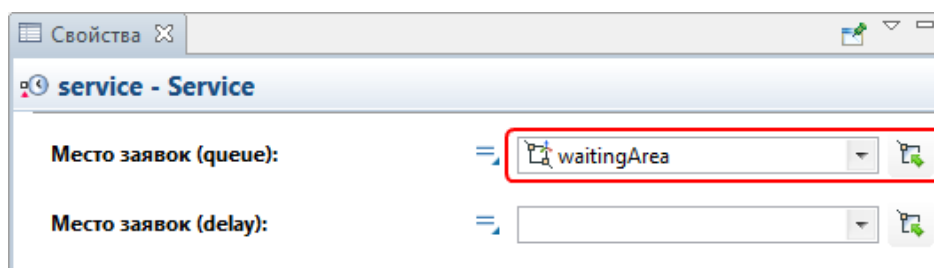 Свойства
service - Service
Место заявок (queue): waitingArea
Место заявок (delay):